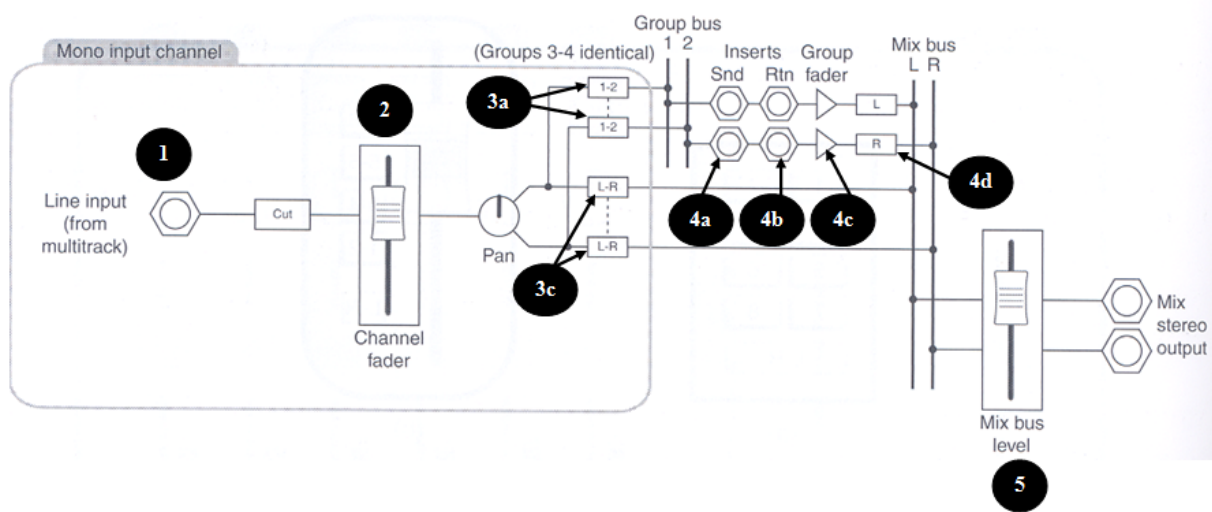 Mono input channel
(Groups 3-4 identical)
Group bus
1 2
Inserts
Snd Rtn
Group
fader
Mix bus
L R
1
2
3a
1-2
1-2
L
R
4a
4b
4c
4d
Line input
(from
multitrack)
Cut
Channel
fader
Pan
L-R
L-R
3c
Mix
stereo
output
Mix bus
level
5